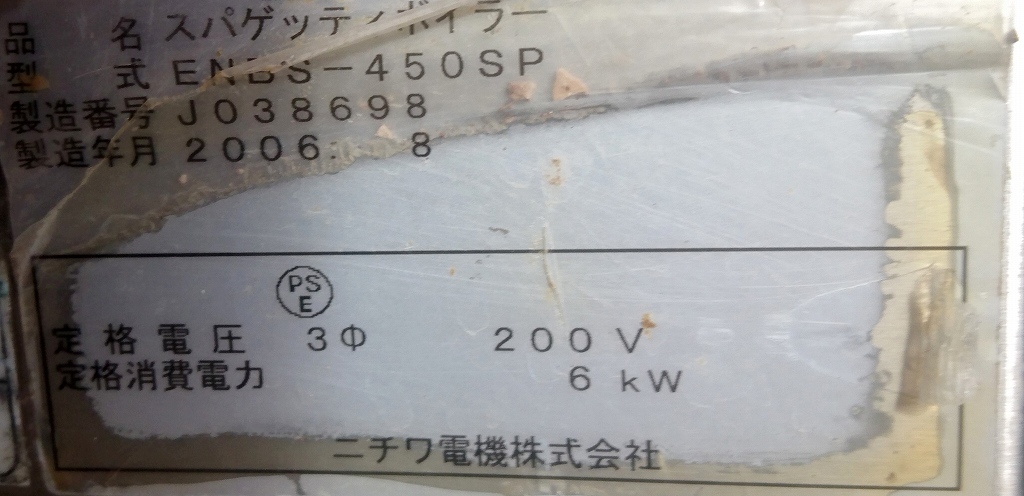 品名 スパゲッティボイラー
型式 ENBS-450SP
製造番号 J038698
製造年月 2006. 8
PS
E
定格電圧 3Φ 200V
定格消費電力 6kW
ニチワ電機株式会社